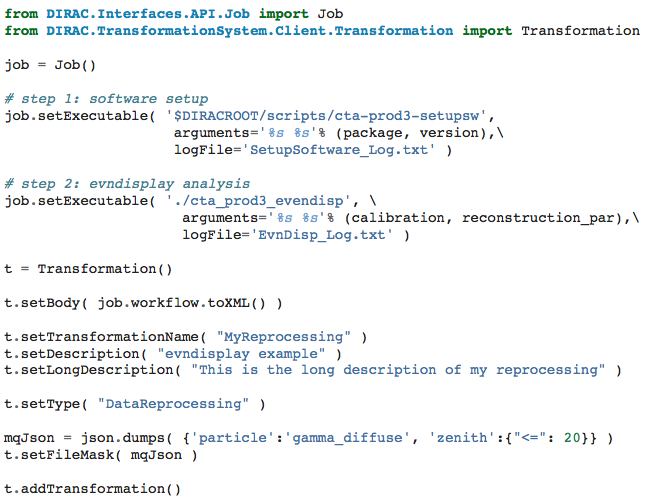 from DIRAC.Interfaces.API.Job import Job
from DIRAC.TransformationSystem.Client.Transformation import Transformation
job = Job()
# step 1: software setup
job.setExecutable( '$DIRACROOT/scripts/cta-prod3-setupsw',
arguments='%s %s'% (package, version),\
logFile='SetupSoftware_Log.txt' )
# step 2: evndisplay analysis
job.setExecutable( './cta_prod3_evendisp', \
arguments='%s %s'% (calibration, reconstruction_par),\
logFile='EvnDisp_Log.txt' )
t = Transformation()
t.setBody( job.workflow.toXML() )
t.setTransformationName( "MyReprocessing" )
t.setDescription( "evndisplay example" )
t.setLongDescription( "This is the long description of my reprocessing" )
t.setType( "DataReprocessing" )
mqJson = json.dumps( {'particle':'gamma_diffuse', 'zenith':{"<=": 20}} )
t.setFileMask( mqJson )
t.addTransformation()